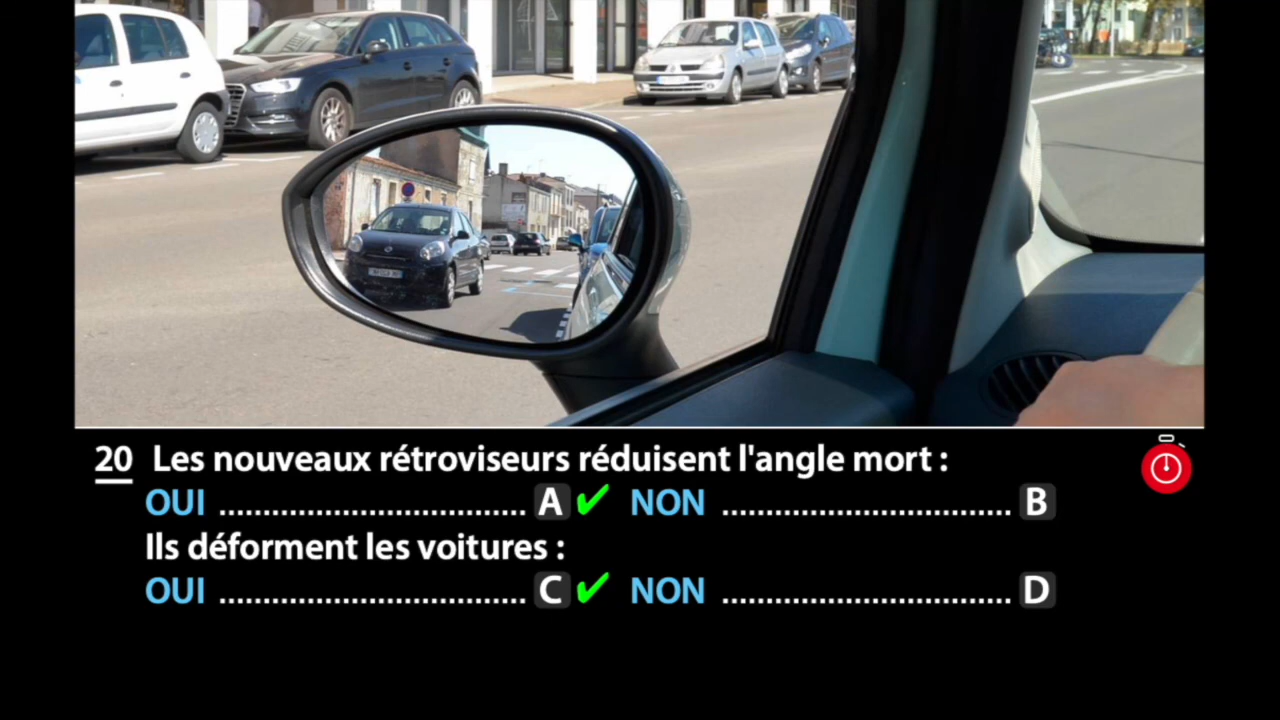 20 Les nouveaux rétroviseurs réduisent l'angle mort :
OUI .................................. A ✔ NON ................................ B
Ils déforment les voitures :
OUI .................................. C ✔ NON ................................ D